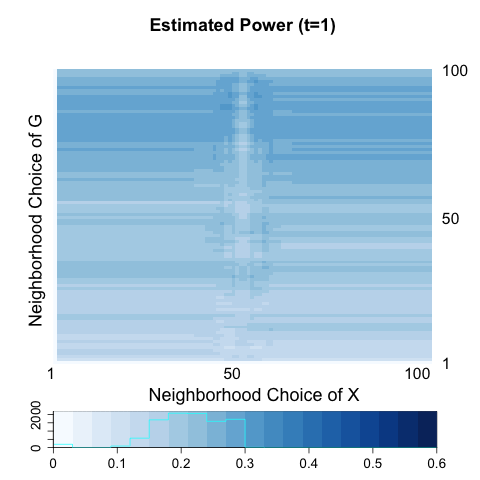 Estimated Power (t=1)
Neighborhood Choice of G
100
50
1
1 50 100
Neighborhood Choice of X
0 2000
0 0.1 0.2 0.3 0.4 0.5 0.6